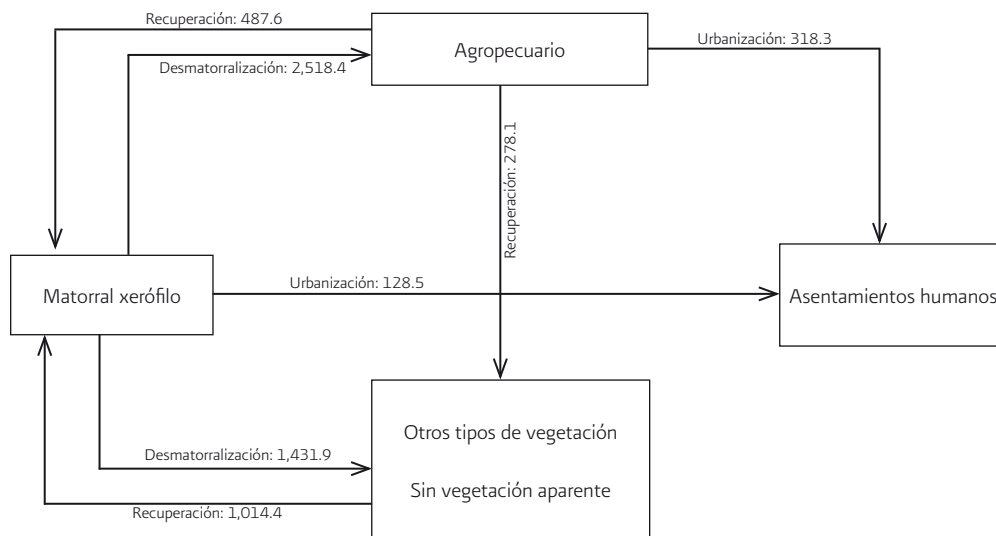 Recuperación: 487.6
Agropecuario
Urbanización: 318.3
Desmatorralización: 2,518.4
Recuperación: 278.1
Matorral xerófilo
Urbanización: 128.5
Asentamientos humanos
Otros tipos de vegetación
Desmatorralización: 1,431.9
Sin vegetación aparente
Recuperación: 1,014.4